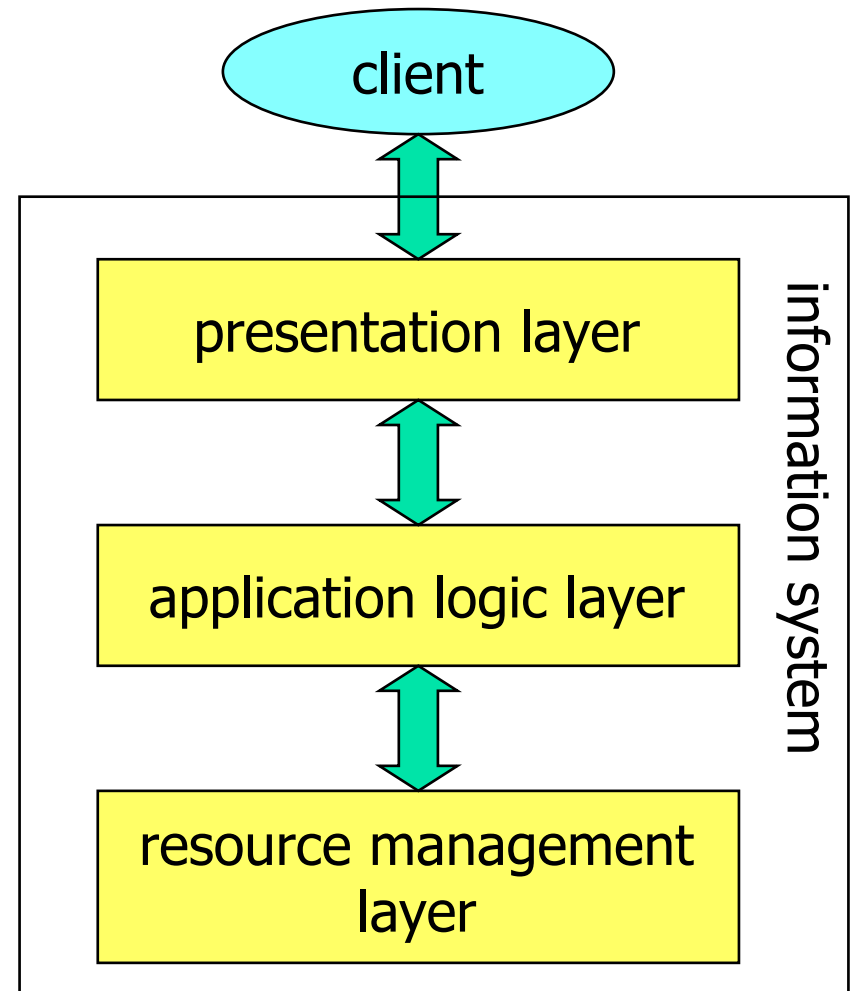 client
presentation layer
information system
application logic layer
resource management
layer